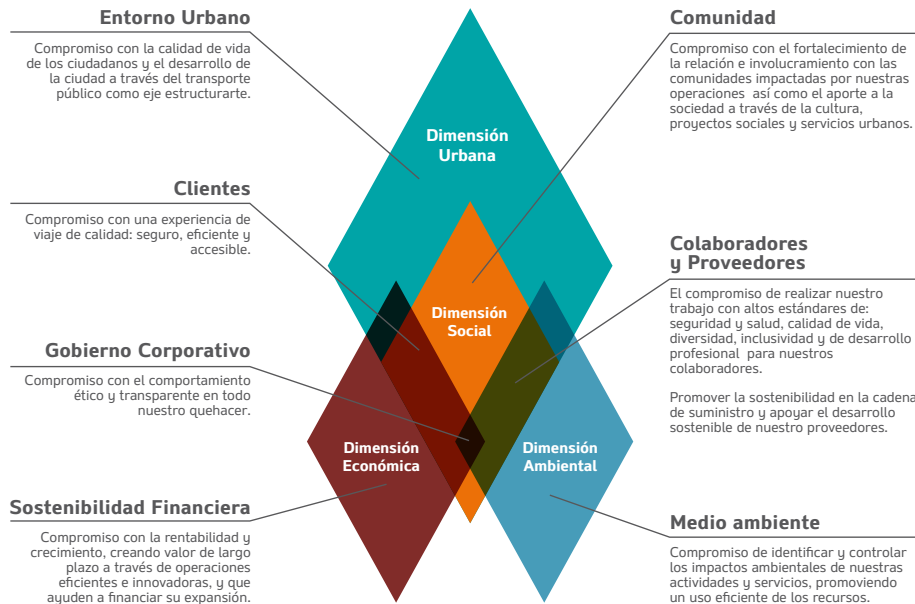 Entorno Urbano
Compromiso con la calidad de vida
de los ciudadanos y el desarrollo de
la ciudad a través del transporte
público como eje estructurarte.
Clientes
Compromiso con una experiencia de
viaje de calidad: seguro, eficiente y
accesible.
Gobierno Corporativo
Compromiso con el comportamiento
ético y transparente en todo
nuestro quehacer.
Sostenibilidad Financiera
Compromiso con la rentabilidad y
crecimiento, creando valor de largo
plazo a través de operaciones
eficientes e innovadoras, y que
ayuden a financiar su expansión.
Dimensión
Urbana
Dimensión
Social
Dimensión
Económica
Dimensión
Ambiental
Comunidad
Compromiso con el fortalecimiento de
la relación e involucramiento con las
comunidades impactadas por nuestras
operaciones así como el aporte a la
sociedad a través de la cultura,
proyectos sociales y servicios urbanos.
Colaboradores
y Proveedores
El compromiso de realizar nuestro
trabajo con altos estándares de:
seguridad y salud, calidad de vida,
diversidad, inclusividad y de desarrollo
profesional para nuestros
colaboradores.
Promover la sostenibilidad en la cadena
de suministro y apoyar el desarrollo
sostenible de nuestro proveedores.
Medio ambiente
Compromiso de identificar y controlar
los impactos ambientales de nuestras
actividades y servicios, promoviendo
un uso eficiente de los recursos.